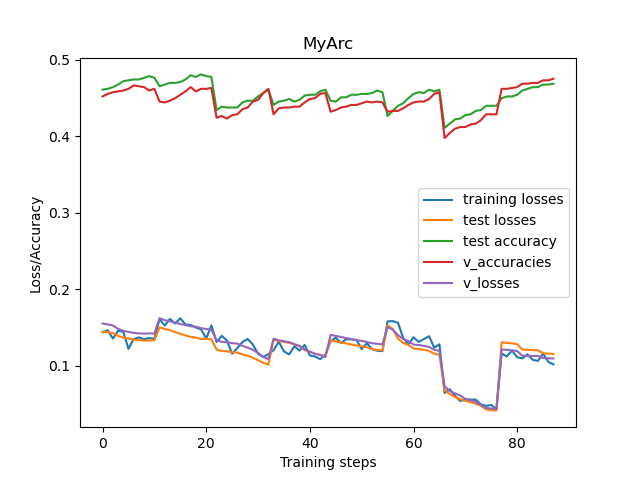 MyArc
0.5
0.4
0.3
0.2
0.1
Loss/Accuracy
training losses
test losses
test accuracy
v_accuracies
v_losses
0 20 40 60 80
Training steps